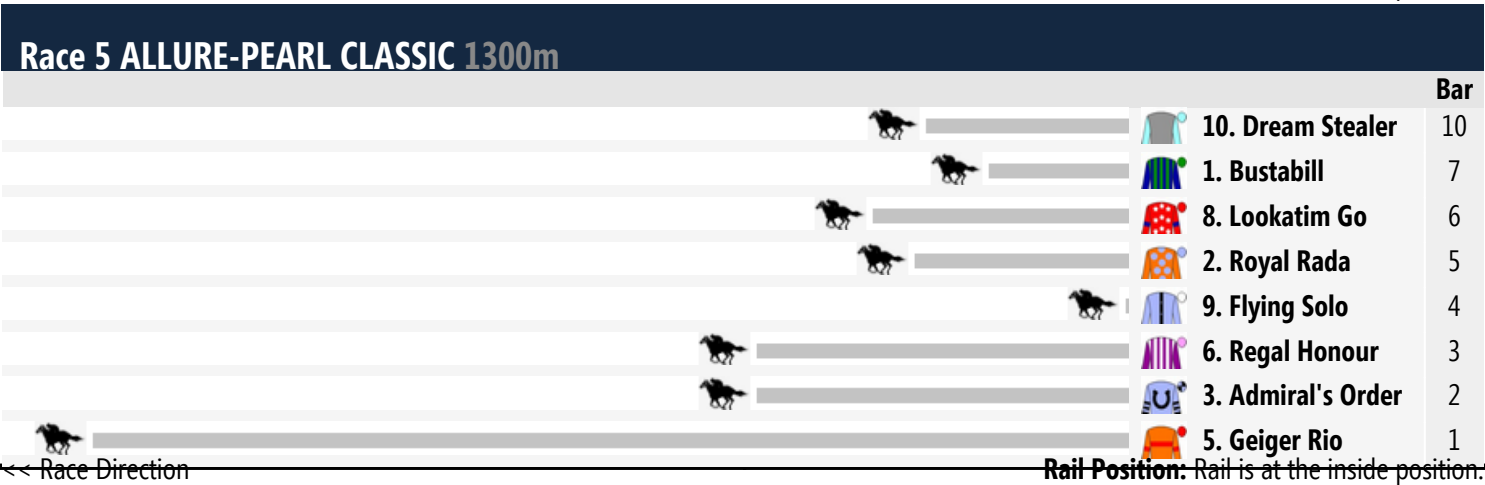 Race 5 ALLURE-PEARL CLASSIC 1300m
Bar
10. Dream Stealer 10
1. Bustabill 7
8. Lookatim Go 6
2. Royal Rada 5
9. Flying Solo 4
6. Regal Honour 3
3. Admiral's Order 2
5. Geiger Rio 1
<< Race Direction Rail Position: Rail is at the inside position.